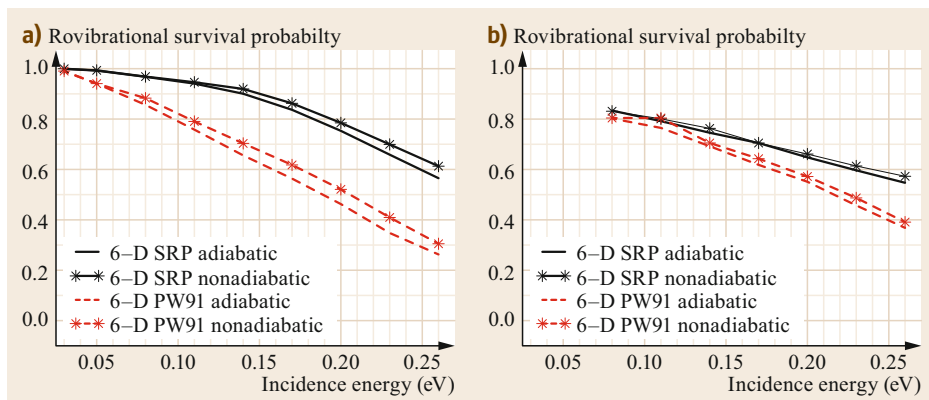 a) Rovibrational survival probabilty
1.0
0.8
0.6
0.4
0.2
0.0
6–D SRP adiabatic
6–D SRP nonadiabatic
6–D PW91 adiabatic
6–D PW91 nonadiabatic
0.05 0.10 0.15 0.20 0.25
Incidence energy (eV)
b) Rovibrational survival probabilty
1.0
0.8
0.6
0.4
0.2
0.0
6–D SRP adiabatic
6–D SRP nonadiabatic
6–D PW91 adiabatic
6–D PW91 nonadiabatic
0.05 0.10 0.15 0.20 0.25
Incidence energy (eV)